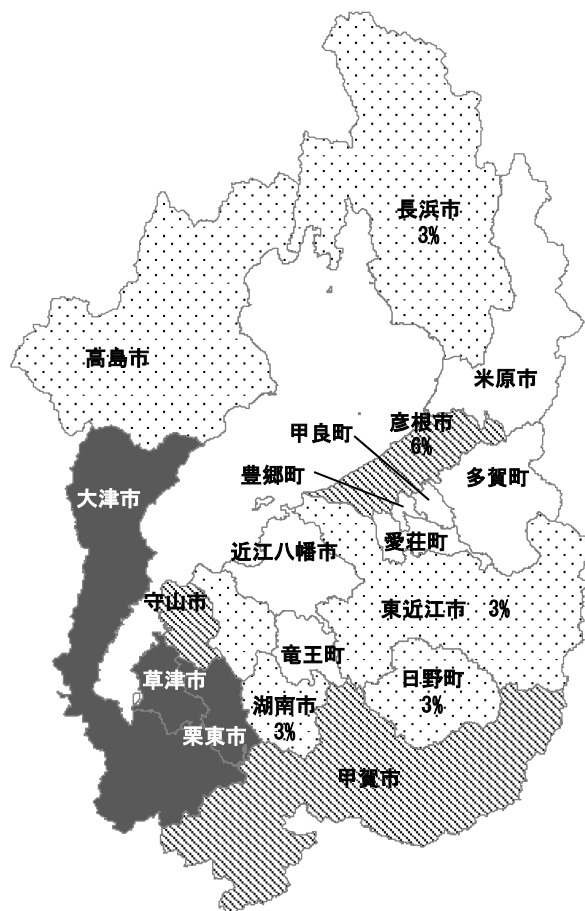 長浜市
3%
高島市
米原市
彦根市
6%
甲良町
豊郷町
多賀町
大津市
愛荘町
近江八幡市
守山市
東近江市 3%
竜王町
草津市
日野町
3%
湖南市
3%
栗東市
甲賀市